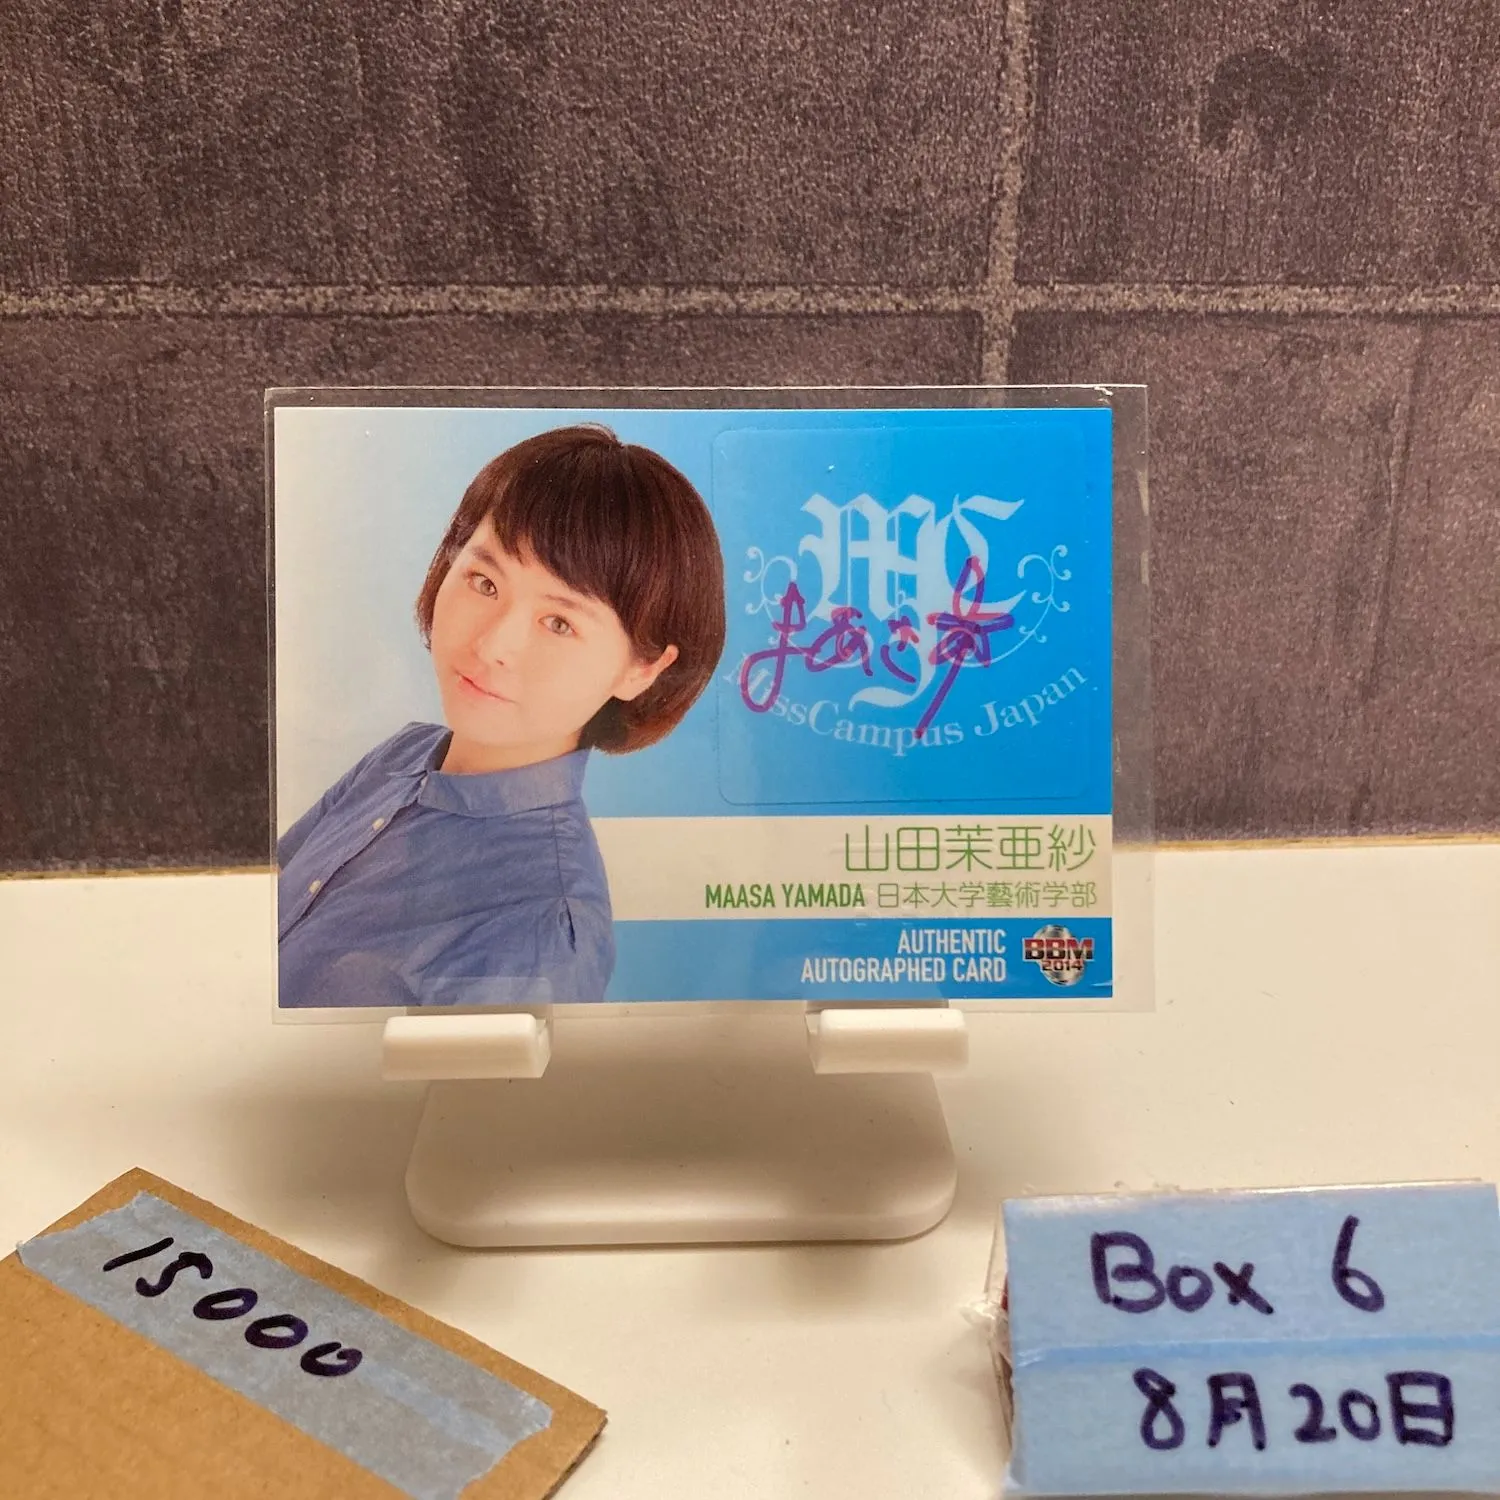 MJC
MissCampus Japan
まあさ
山田茉亜紗
MAASA YAMADA 日本大学藝術学部
AUTHENTIC
AUTOGRAPHED CARD
BBM
2014
15000
Box 6
8月20日